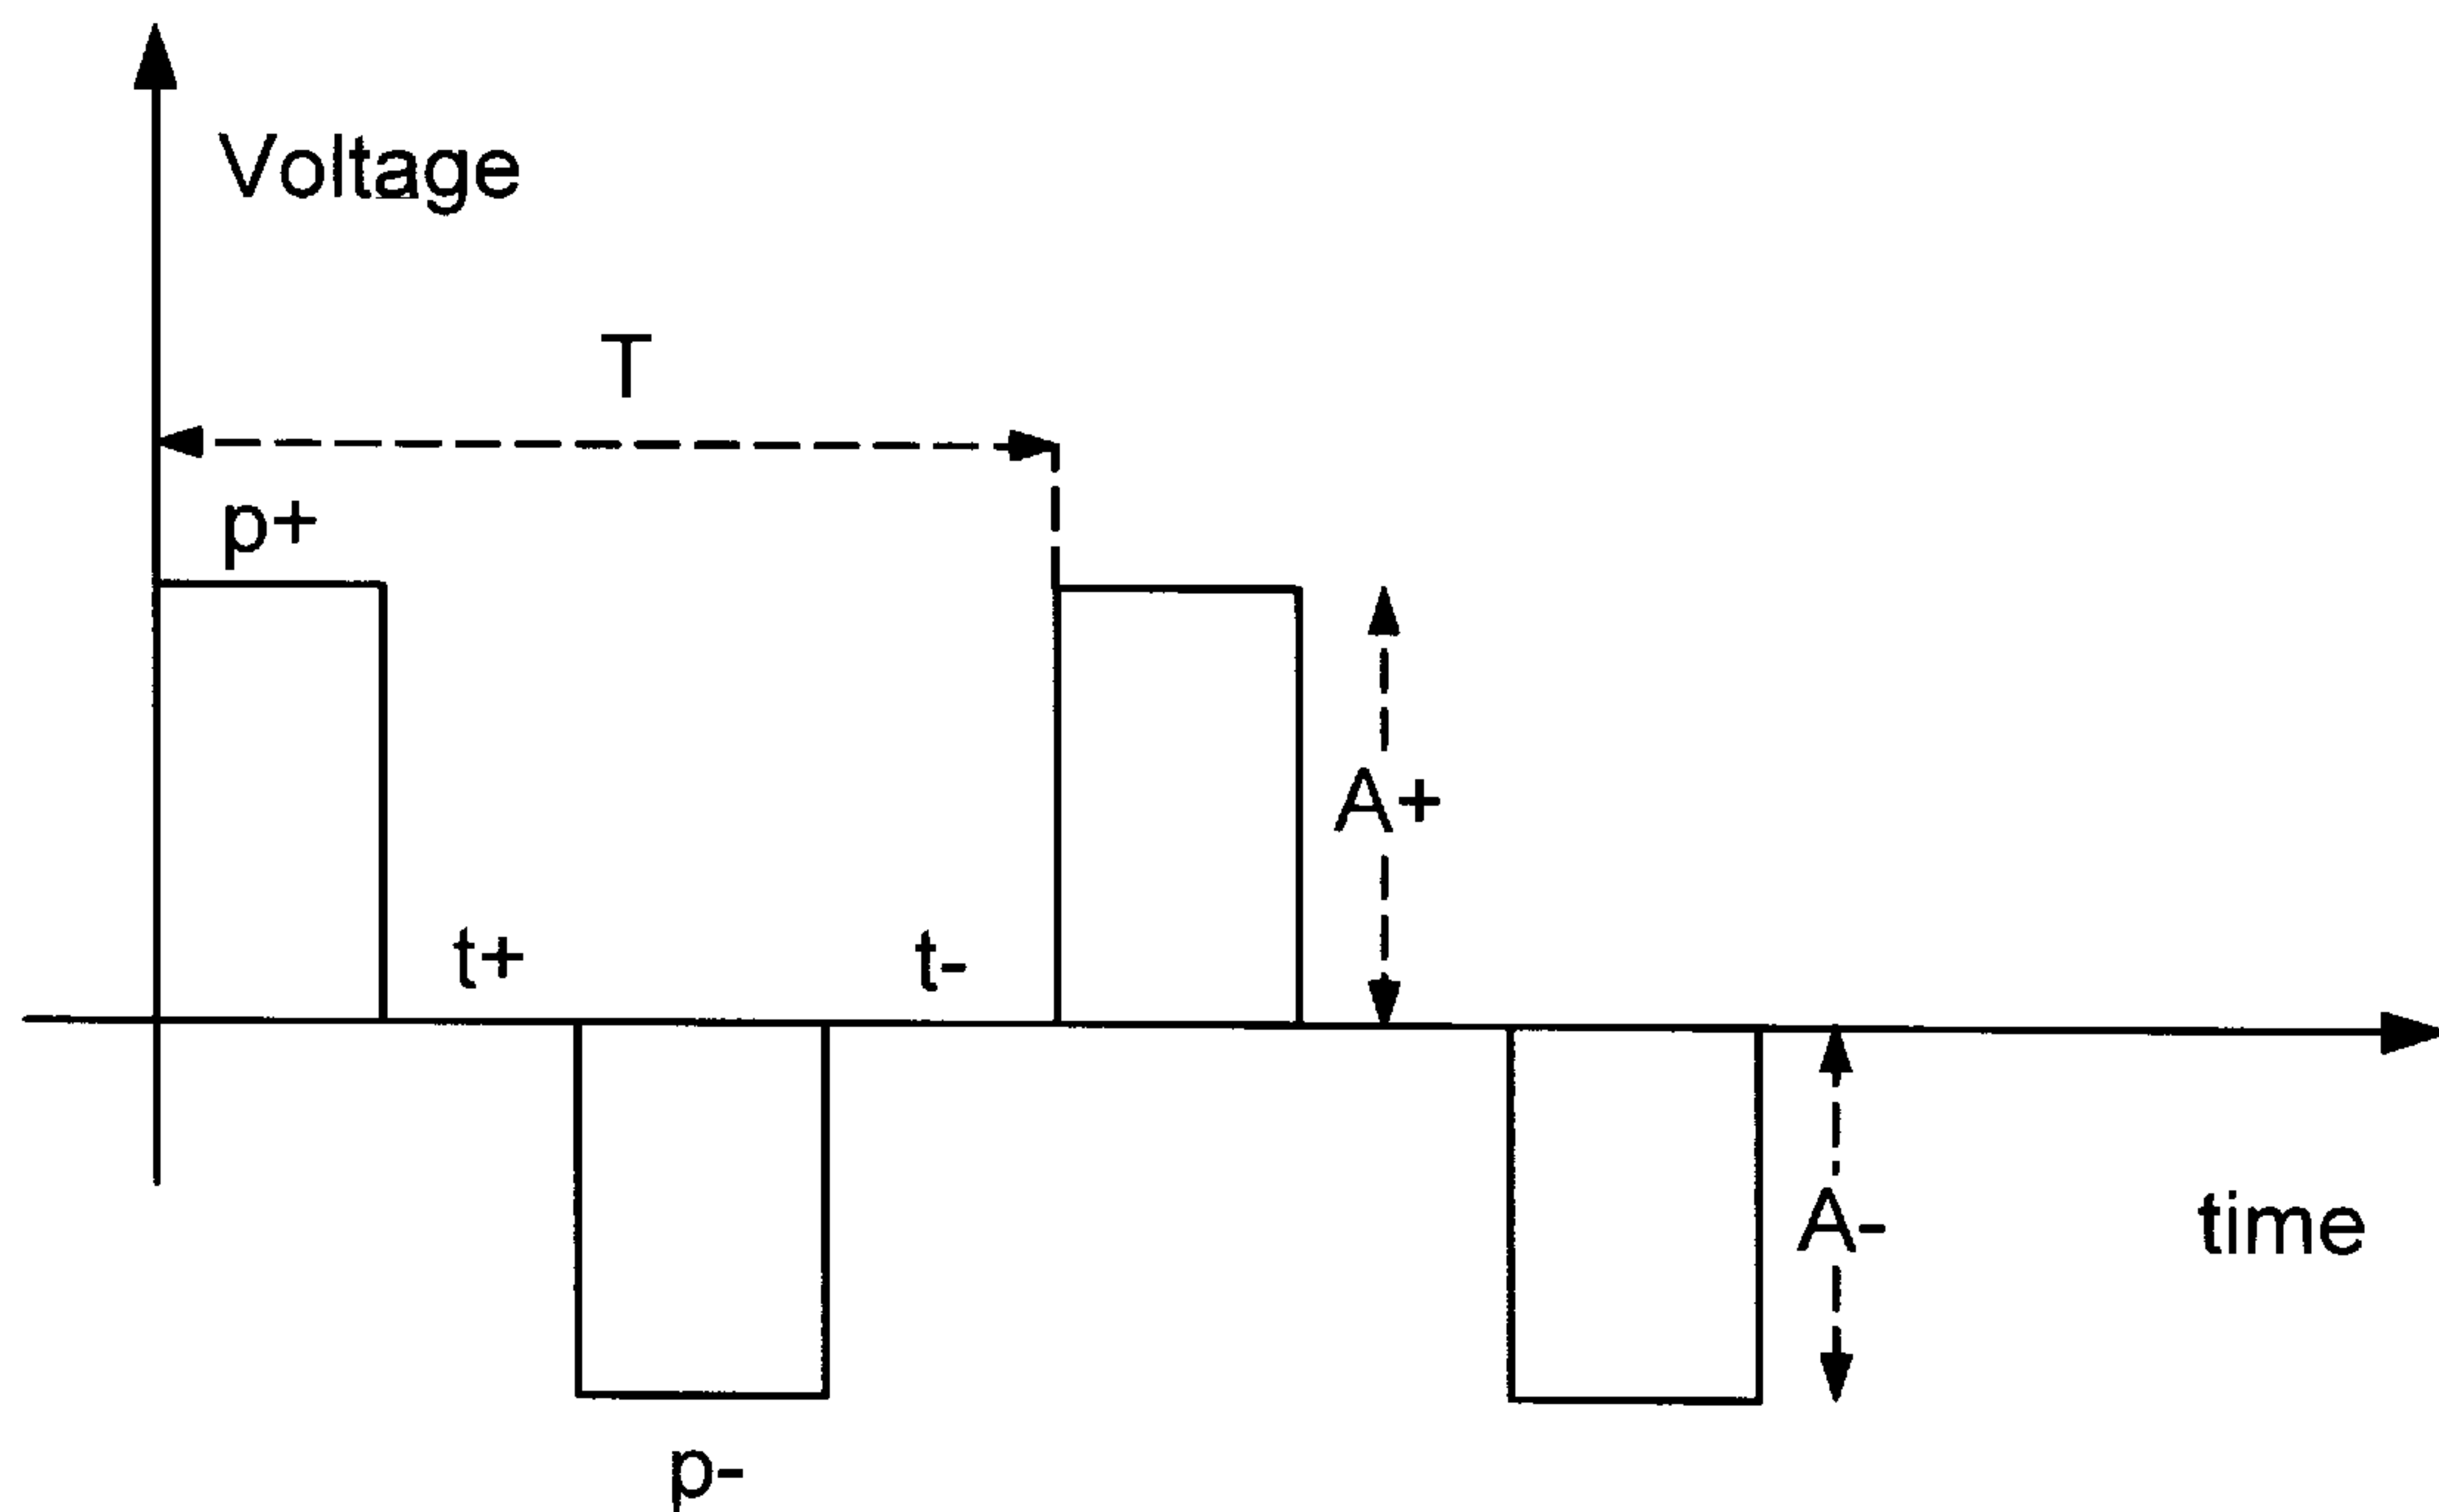 Voltage
T
p+
A+
t+
t-
A-
time
p-